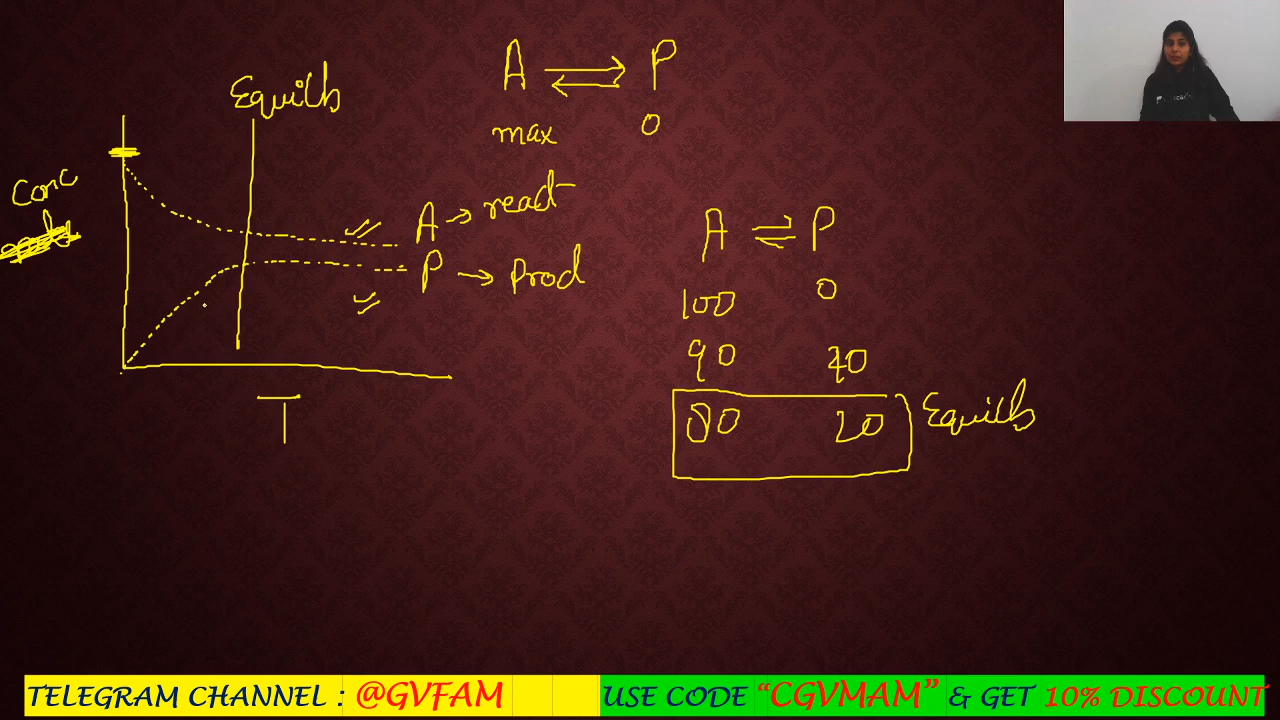 Equilb
A ⇌ P
max 0
Conc
A → react
P → Prod
T
A ⇌ P
100 0
90 10
80 20 Equilb
TELEGRAM CHANNEL : @GVFAM
USE CODE “CGVMAM” & GET 10% DISCOUNT